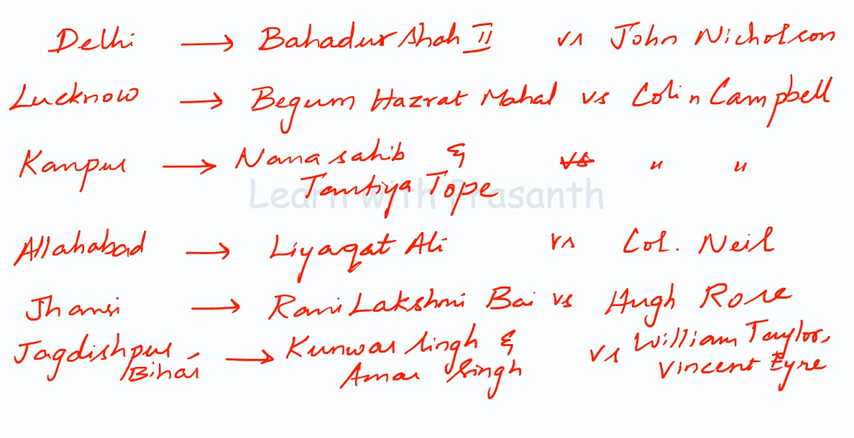 Delhi → Bahadur Shah II vs John Nicholson
Lucknow → Begum Hazrat Mahal vs Colin Campbell
Kanpur → Nana sahib & vs " "
Tantiya Tope
Learn with Prasanth
Allahabad → Liyaqat Ali vs Col. Neil
Jhansi → Rani Lakshmi Bai vs Hugh Rose
Jagdishpur, → Kunwar Singh & vs William Taylor,
Bihar Amar Singh Vincent Eyre